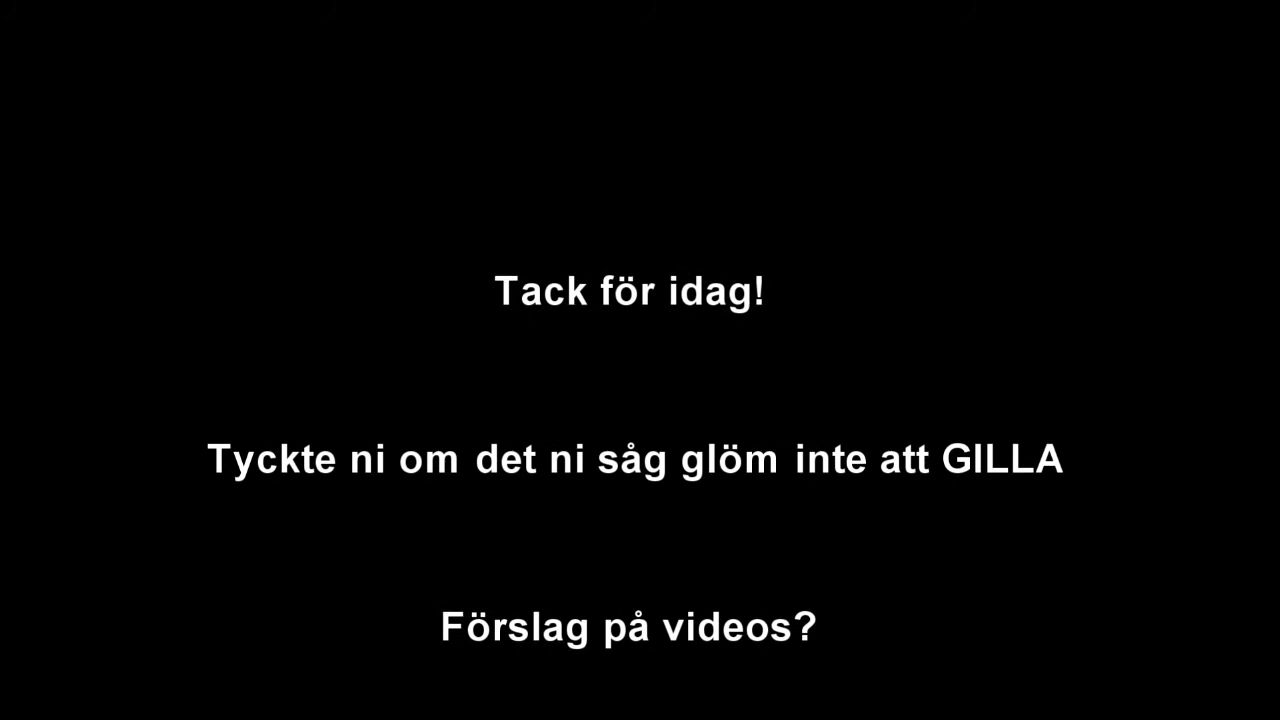 Tack för idag!
Tyckte ni om det ni såg glöm inte att GILLA
Förslag på videos?